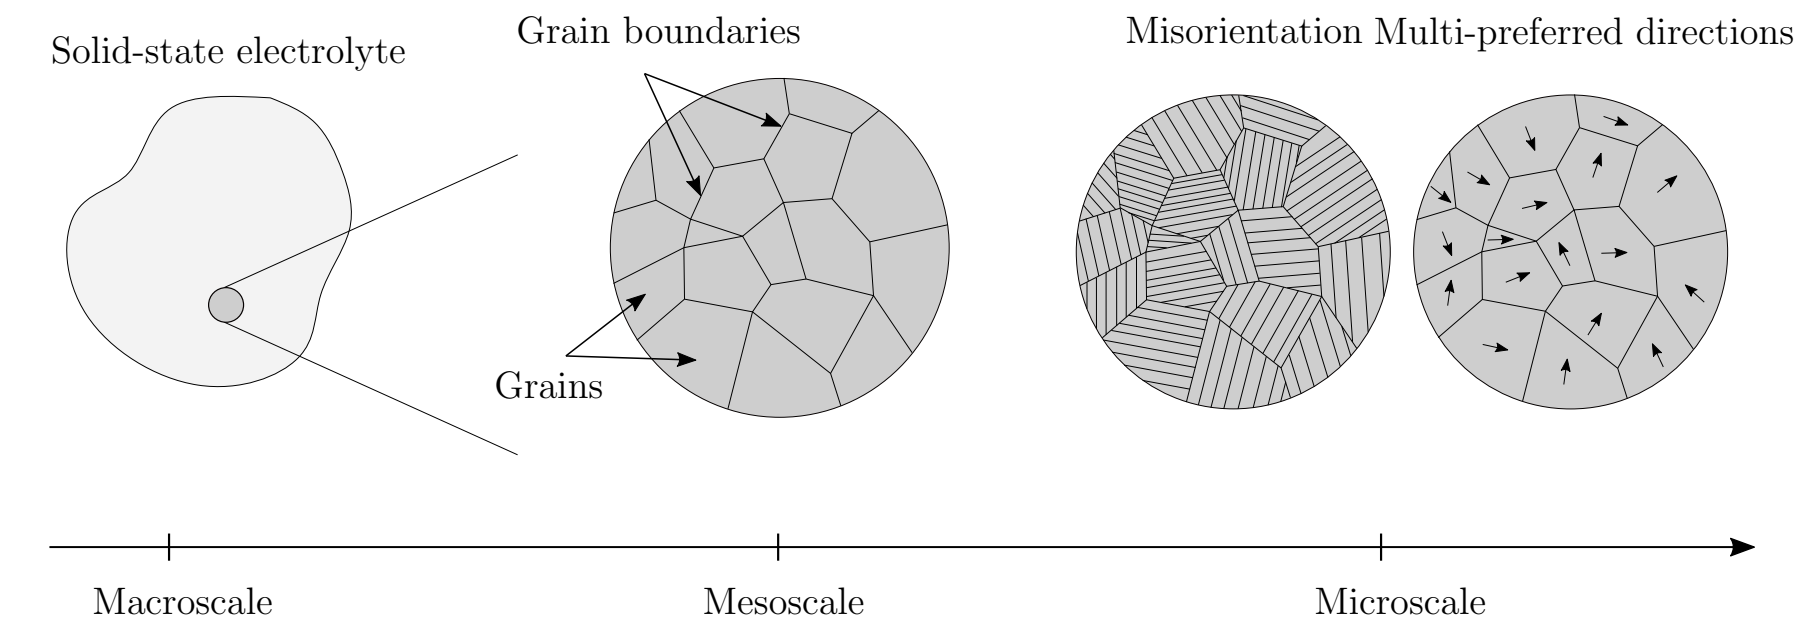 Solid-state electrolyte
Grain boundaries
Misorientation
Multi-preferred directions
Grains
Macroscale
Mesoscale
Microscale